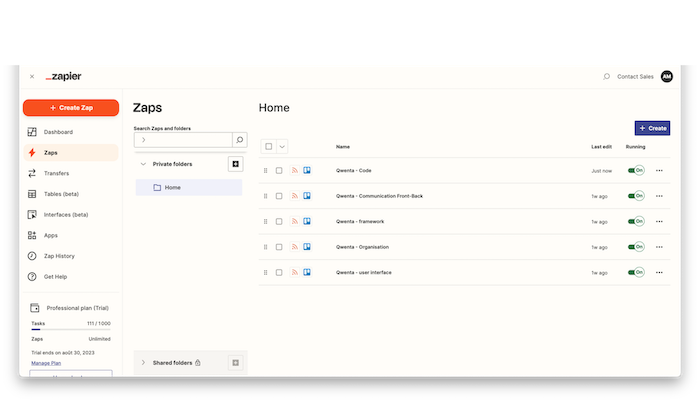 _zapier
Contact Sales
AM
+ Create Zap
Dashboard
Zaps
Transfers
Tables (beta)
Interfaces (beta)
Apps
Zap History
Get Help
Professional plan (Trial)
Tasks 111 / 1000
Zaps Unlimited
Trial ends on août 30, 2023
Manage Plan
Zaps
Search Zaps and folders
Private folders
Home
Shared folders
Home
+ Create
Name Last edit Running
Qwenta - Code Just now On
Qwenta - Communication Front-Back 1w ago On
Qwenta - framework 1w ago On
Qwenta - Organisation 1w ago On
Qwenta - user interface 1w ago On